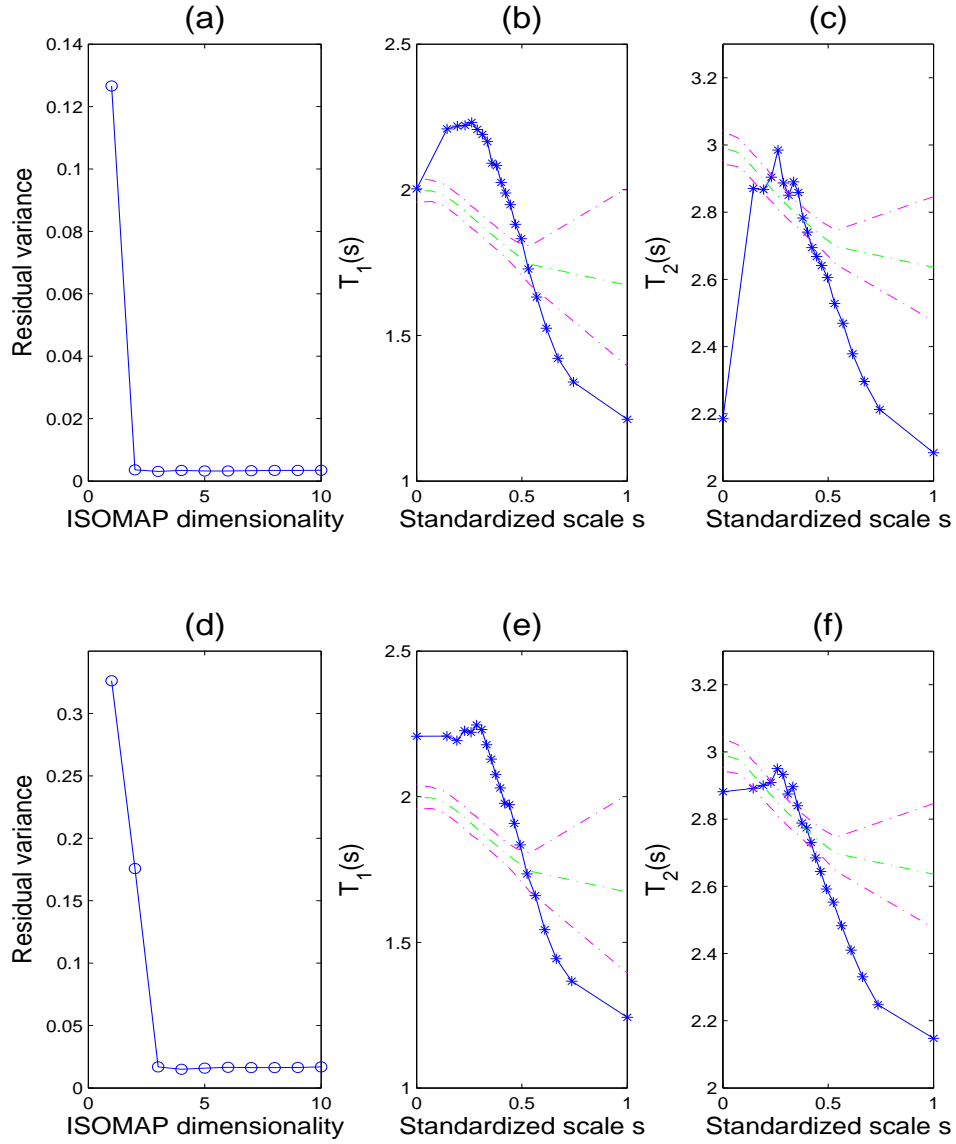 (a)
0.14
0.12
0.1
0.08
0.06
0.04
0.02
0
Residual variance
0 5 10
ISOMAP dimensionality
(b)
2.5
2
1.5
1
T1(s)
0 0.5 1
Standardized scale s
(c)
3.2
3
2.8
2.6
2.4
2.2
2
T2(s)
0 0.5 1
Standardized scale s
(d)
0.3
0.25
0.2
0.15
0.1
0.05
0
Residual variance
0 5 10
ISOMAP dimensionality
(e)
2.5
2
1.5
1
T1(s)
0 0.5 1
Standardized scale s
(f)
3.2
3
2.8
2.6
2.4
2.2
2
T2(s)
0 0.5 1
Standardized scale s